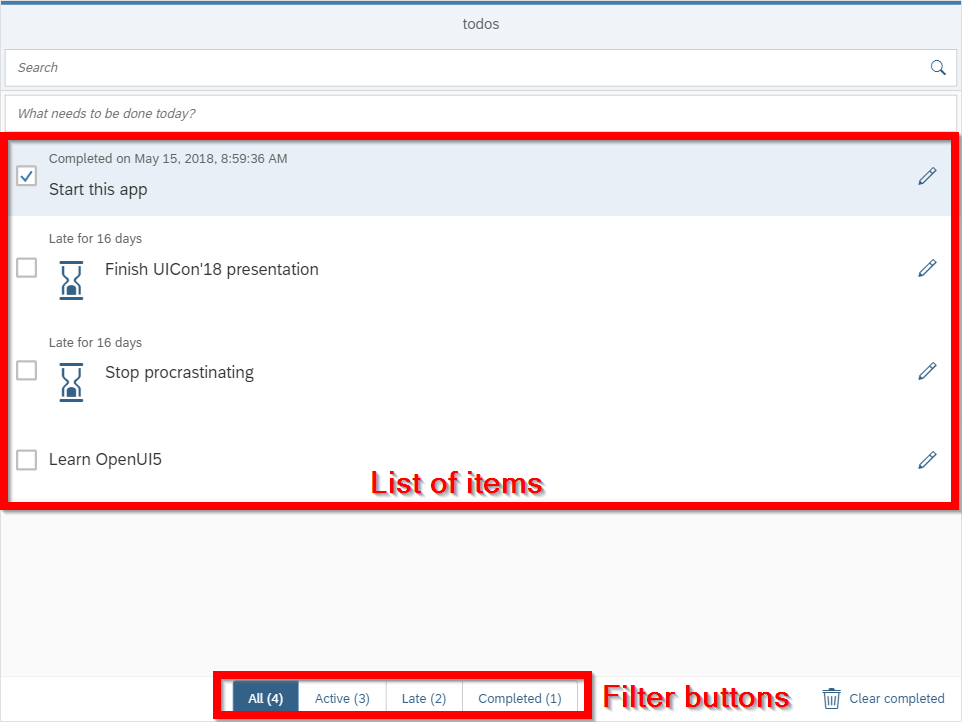 todos
Search
What needs to be done today?
Completed on May 15, 2018, 8:59:36 AM
Start this app
Late for 16 days
Finish UICon'18 presentation
Late for 16 days
Stop procrastinating
Learn OpenUI5
List of items
All (4) Active (3) Late (2) Completed (1) Filter buttons Clear completed